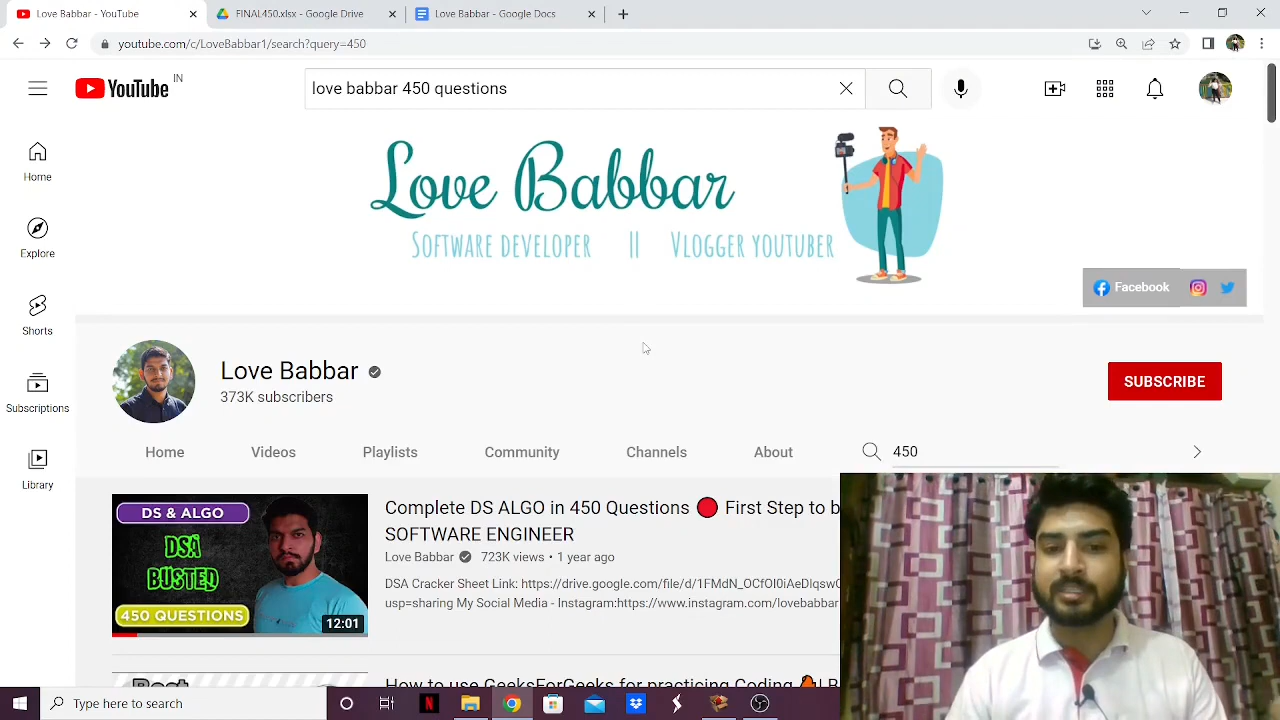 Love Babbar - YouTube
FINAL450.xlsx - Google Drive
Love Babbar - Google Docs
youtube.com/c/LoveBabbar1/search?query=450
YouTube IN
love babbar 450 questions
Love Babbar
SOFTWARE DEVELOPER || VLOGGER YOUTUBER
Facebook
Home
Explore
Shorts
Subscriptions
Library
Love Babbar
373K subscribers
SUBSCRIBE
Home Videos Playlists Community Channels About 450
DS & ALGO
DSA
BUSTED
450 QUESTIONS
12:01
Complete DS ALGO in 450 Questions 🔴 First Step to b
SOFTWARE ENGINEER
Love Babbar 723K views • 1 year ago
DSA Cracker Sheet Link: https://drive.google.com/file/d/1FMdN_OCfOI0iAeDlqswC
usp=sharing My Social Media - Instagram:https://www.instagram.com/lovebabbar
Best
How to use GeeksForGeeks for practicing Coding 🔥| B
Type here to search